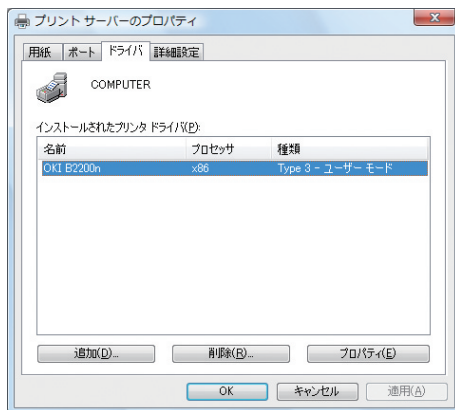 プリント サーバーのプロパティ
用紙 ポート ドライバ 詳細設定
COMPUTER
インストールされたプリンタ ドライバ(P):
名前 プロセッサ 種類
OKI B2200n x86 Type 3 - ユーザー モード
追加(D)... 削除(R)... プロパティ(E)
OK キャンセル 適用(A)